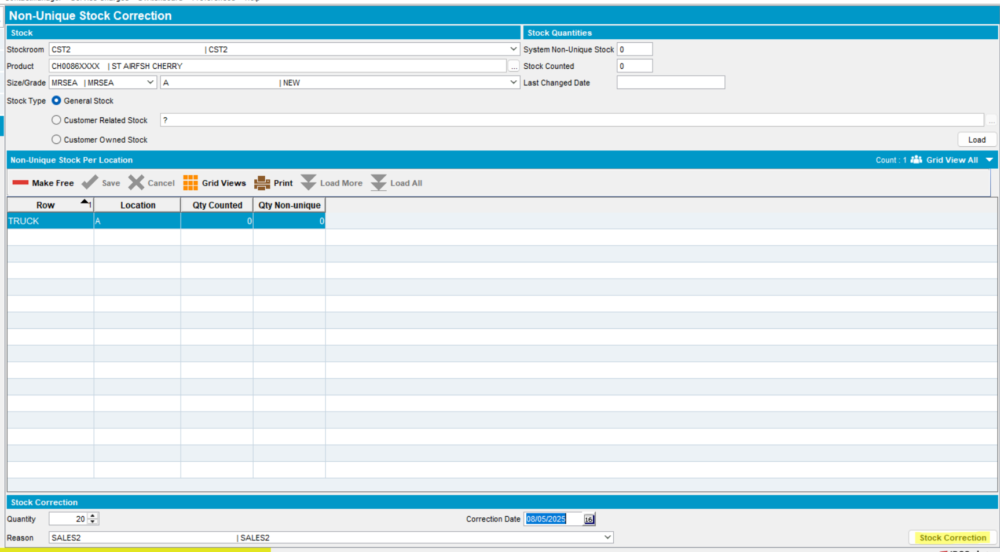 Non-Unique Stock Correction
Stock
Stock Quantities
Stockroom CST2 | CST2
System Non-Unique Stock 0
Product CH0086XXXX | ST AIRFSH CHERRY ...
Stock Counted 0
Size/Grade MRSEA | MRSEA A | NEW
Last Changed Date
Stock Type General Stock
Customer Related Stock ? ...
Customer Owned Stock
Load
Non-Unique Stock Per Location
Count : 1 Grid View All
Make Free Save Cancel Grid Views Print Load More Load All
Row 1 Location Qty Counted Qty Non-unique
TRUCK A 0 0
Stock Correction
Quantity 20
Correction Date 08/05/2025 16
Reason SALES2 | SALES2
Stock Correction